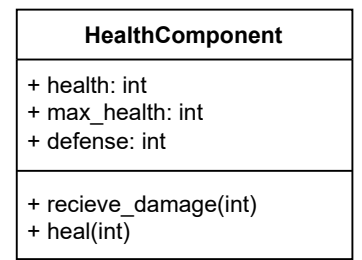 HealthComponent
+ health: int
+ max_health: int
+ defense: int
+ recieve_damage(int)
+ heal(int)